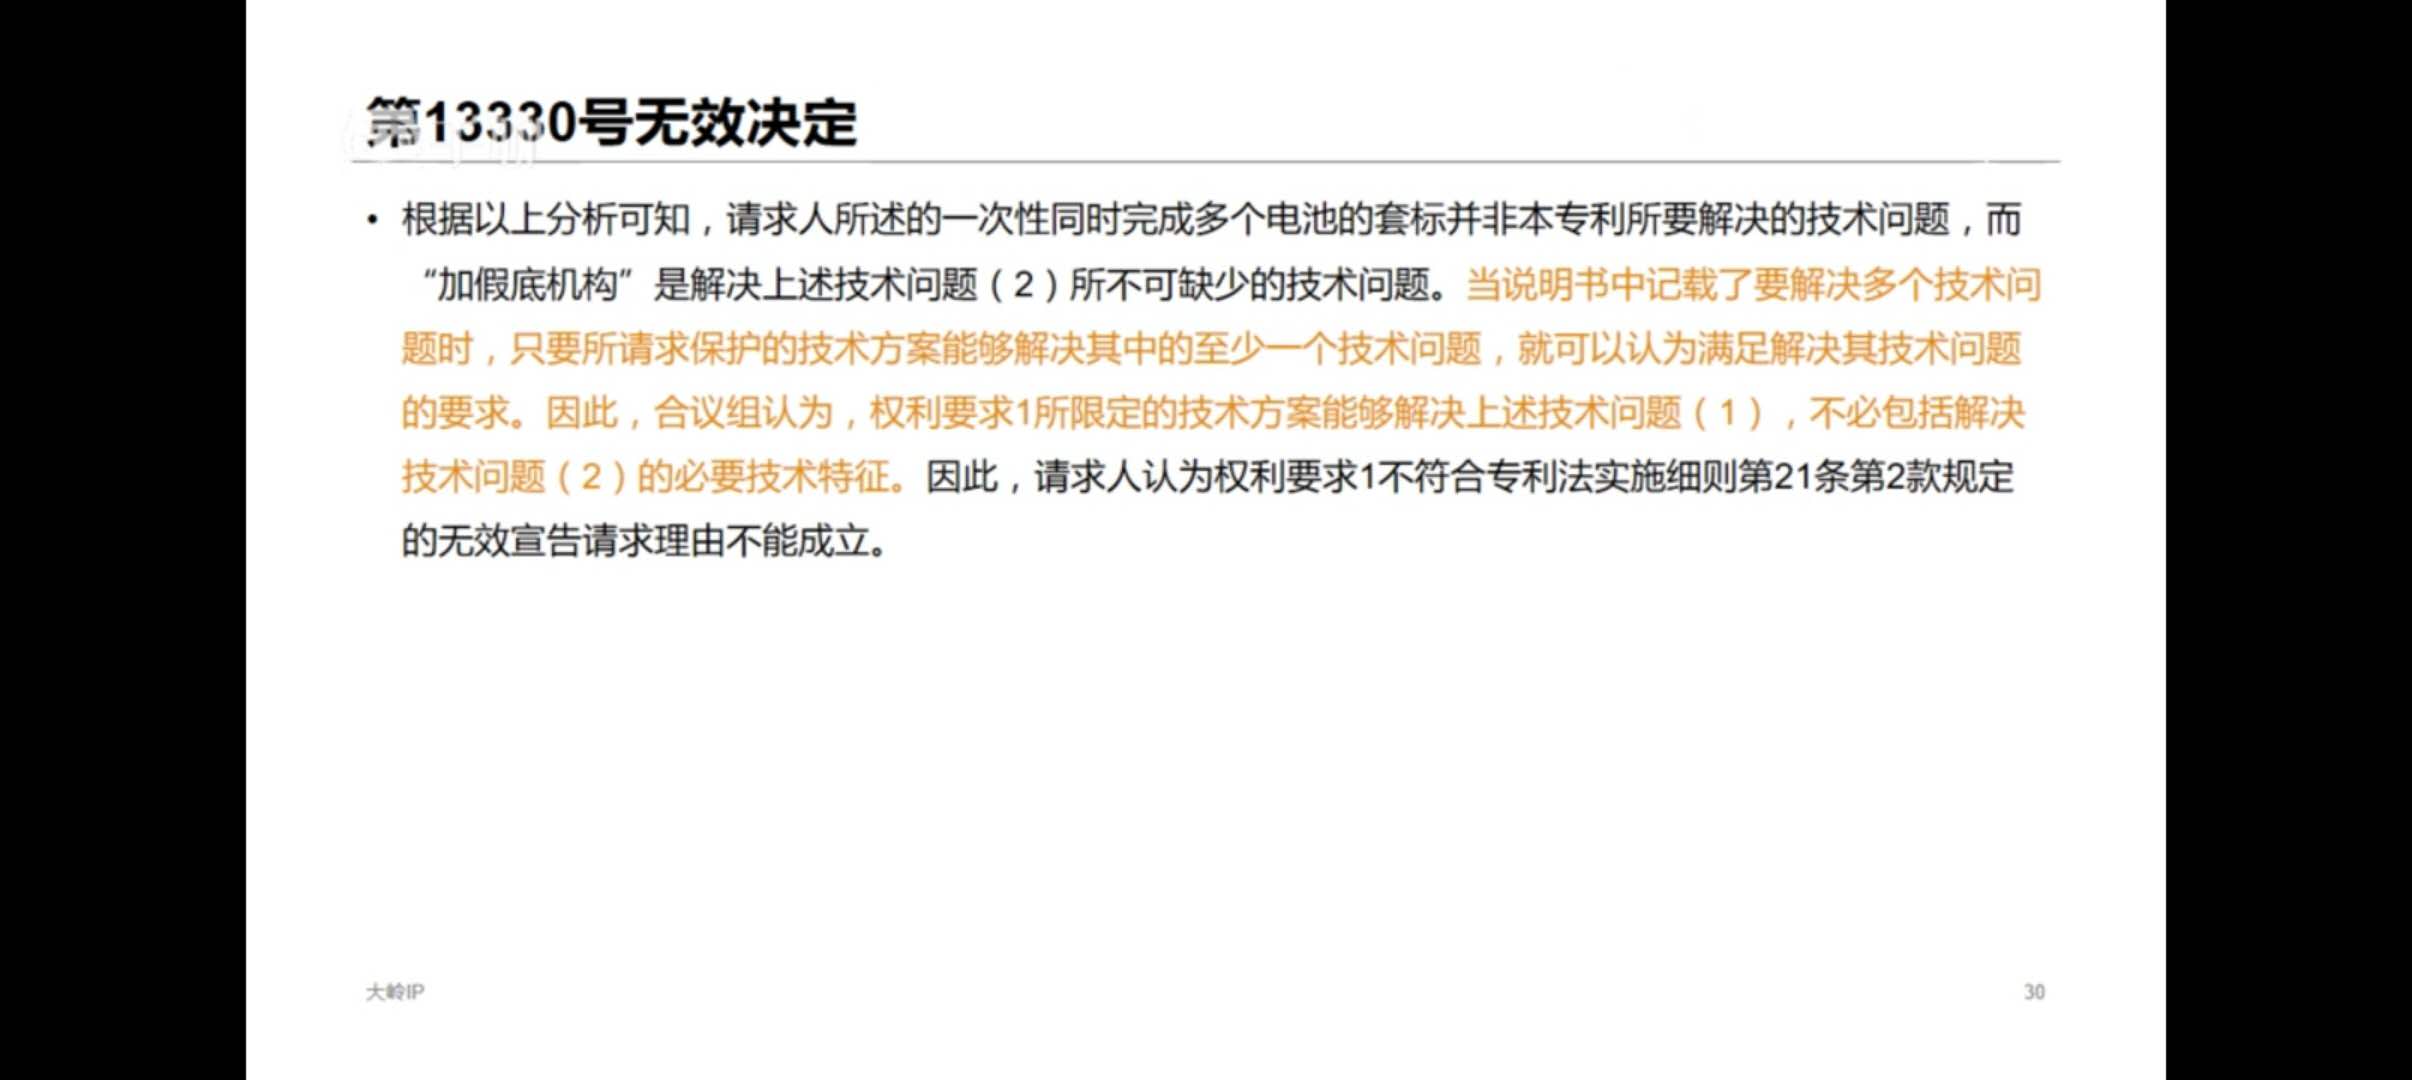 第13330号无效决定
• 根据以上分析可知，请求人所述的一次性同时完成多个电池的套标并非本专利所要解决的技术问题，而
“加假底机构”是解决上述技术问题（2）所不可缺少的技术问题。当说明书中记载了要解决多个技术问
题时，只要所请求保护的技术方案能够解决其中的至少一个技术问题，就可以认为满足解决其技术问题
的要求。因此，合议组认为，权利要求1所限定的技术方案能够解决上述技术问题（1），不必包括解决
技术问题（2）的必要技术特征。因此，请求人认为权利要求1不符合专利法实施细则第21条第2款规定
的无效宣告请求理由不能成立。
大岭IP
30